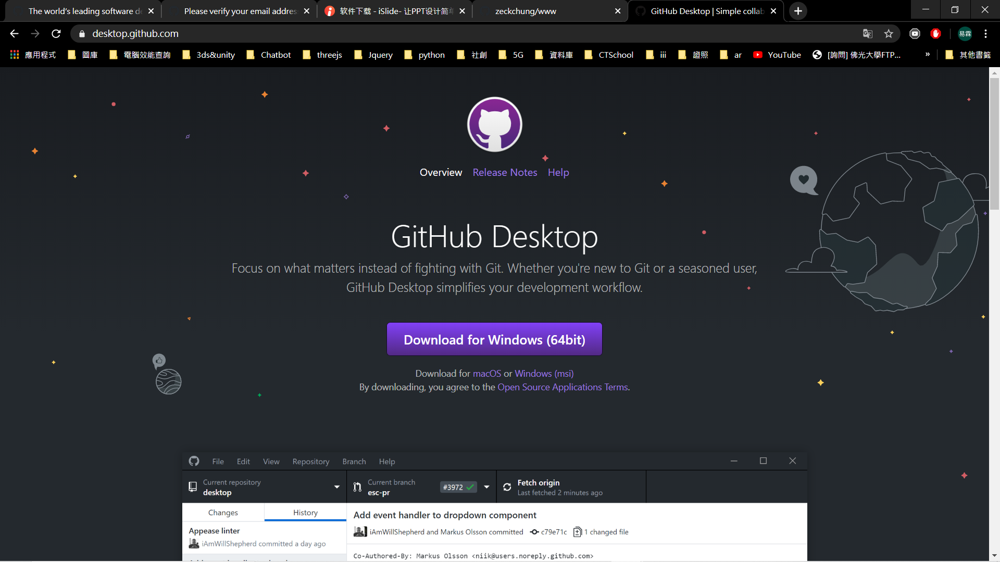 The world's leading software de
Please verify your email address
软件下载 - iSlide- 让PPT设计简单
zeckchung/www
GitHub Desktop | Simple collab
desktop.github.com
易霖
應用程式
圖庫
電腦效能查詢
3ds&unity
Chatbot
threejs
Jquery
python
社創
5G
資料庫
CTSchool
iii
證照
ar
YouTube
[詢問] 佛光大學FTP...
»
其他書籤
Overview Release Notes Help
GitHub Desktop
Focus on what matters instead of fighting with Git. Whether you're new to Git or a seasoned user,
GitHub Desktop simplifies your development workflow.
Download for Windows (64bit)
Download for macOS or Windows (msi)
By downloading, you agree to the Open Source Applications Terms.
File Edit View Repository Branch Help
Current repository
desktop
Current branch
esc-pr
#3972
Fetch origin
Last fetched 2 minutes ago
Changes
History
Appease linter
iAmWillShepherd committed a day ago
Add event handler to dropdown component
iAmWillShepherd and Markus Olsson committed c79e71c 1 changed file
Co-Authored-By: Markus Olsson <niik@users.noreply.github.com>